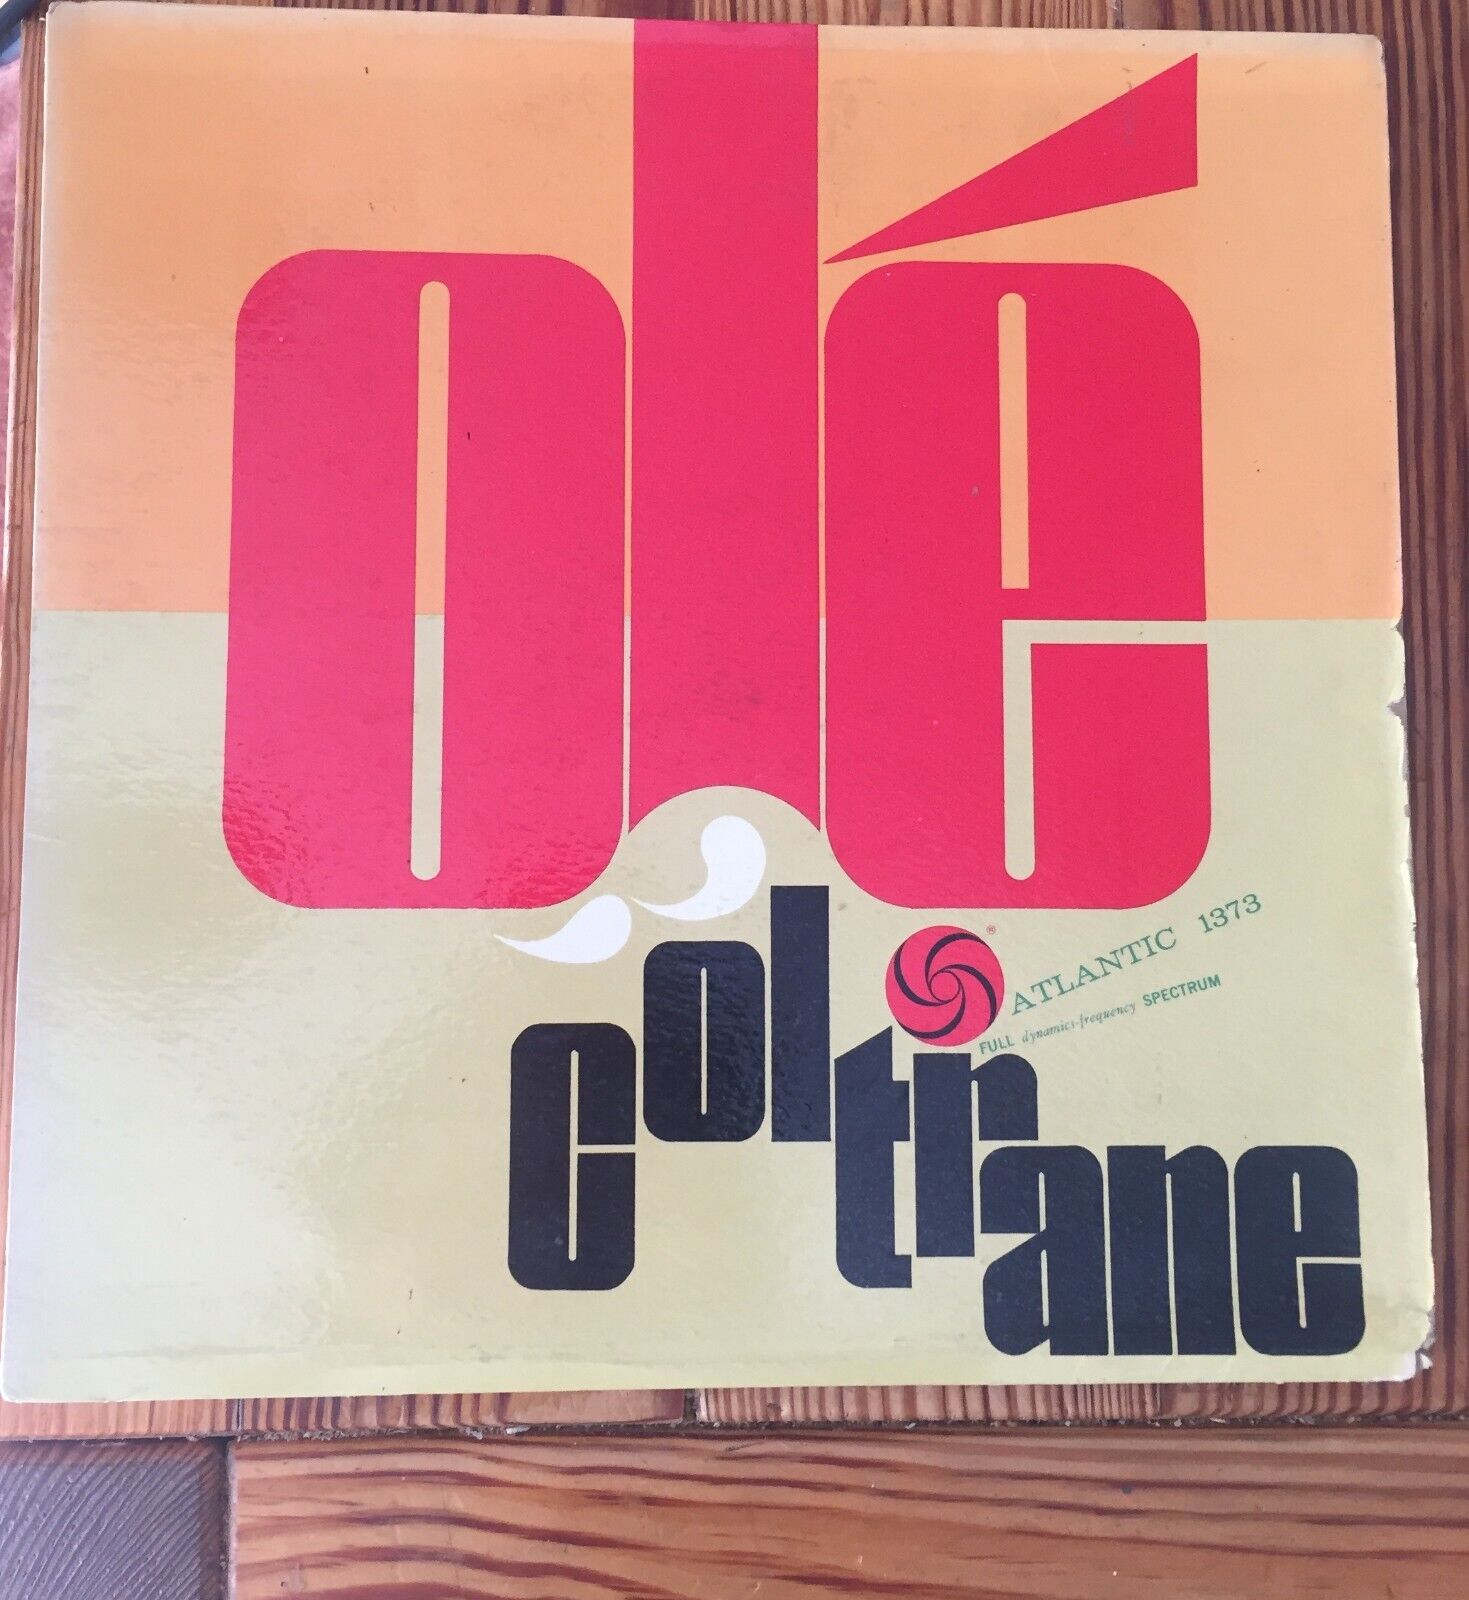 olé
coltrane
®
ATLANTIC 1373
FULL dynamics-frequency SPECTRUM